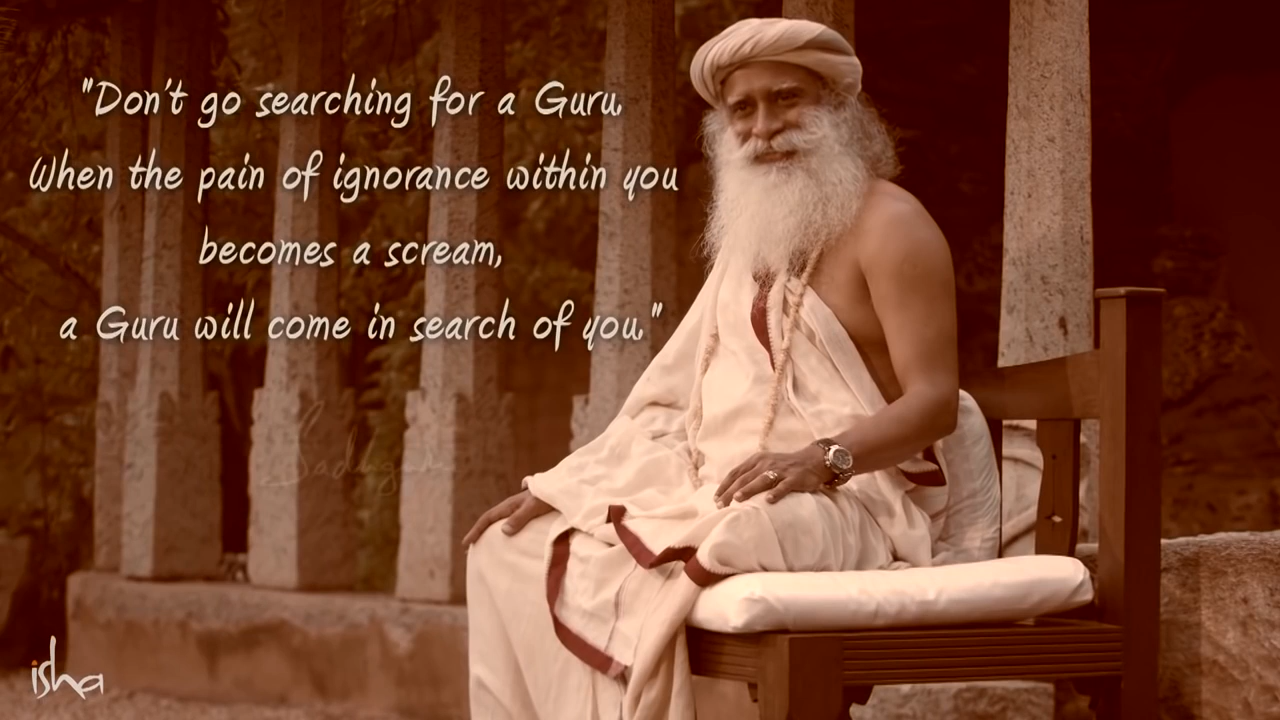 "Don't go searching for a Guru.
When the pain of ignorance within you
becomes a scream,
a Guru will come in search of you."
Sadhguru
isha